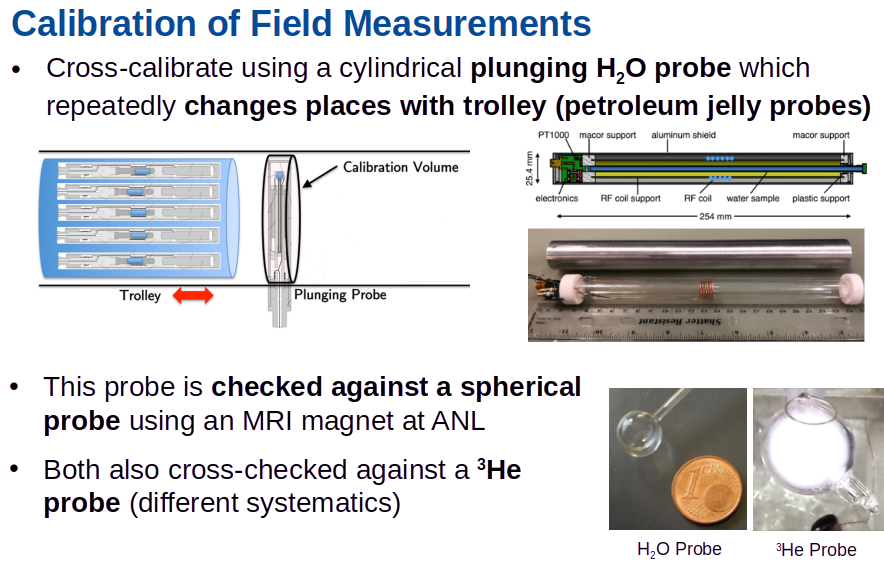 Calibration of Field Measurements
• Cross-calibrate using a cylindrical plunging H₂O probe which
repeatedly changes places with trolley (petroleum jelly probes)
Calibration Volume
Trolley
Plunging Probe
PT1000 macor support aluminum shield macor support
25.4 mm
electronics RF coil support RF coil water sample plastic support
254 mm
Shatter Resistant
• This probe is checked against a spherical
probe using an MRI magnet at ANL
• Both also cross-checked against a ³He
probe (different systematics)
1
H₂O Probe
³He Probe